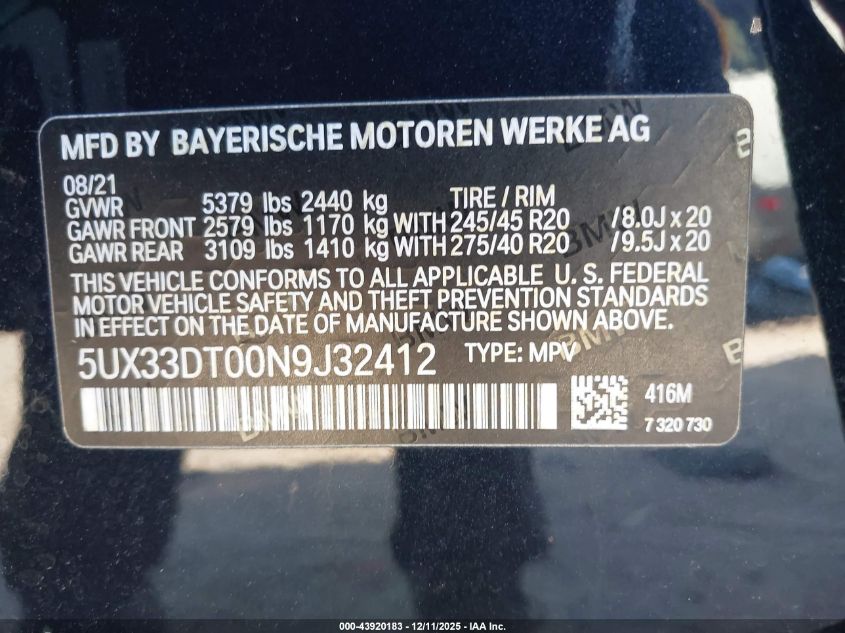 MFD BY BAYERISCHE MOTOREN WERKE AG
08/21
GVWR 5379 lbs 2440 kg TIRE / RIM
GAWR FRONT 2579 lbs 1170 kg WITH 245/45 R20 /8.0J x 20
GAWR REAR 3109 lbs 1410 kg WITH 275/40 R20 /9.5J x 20
THIS VEHICLE CONFORMS TO ALL APPLICABLE U. S. FEDERAL
MOTOR VEHICLE SAFETY AND THEFT PREVENTION STANDARDS
IN EFFECT ON THE DATE OF MANUFACTURE SHOWN ABOVE.
5UX33DT00N9J32412 TYPE: MPV
416M
7 320 730
000-43920183 - 12/11/2025 - IAA Inc.